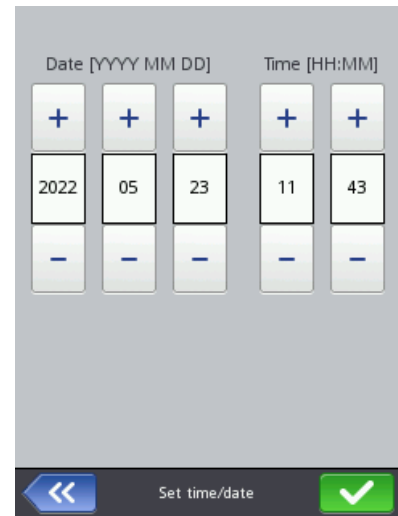 Date [YYYY MM DD] Time [HH:MM]
+ + + + +
2022 05 23 11 43
− − − − −
Set time/date